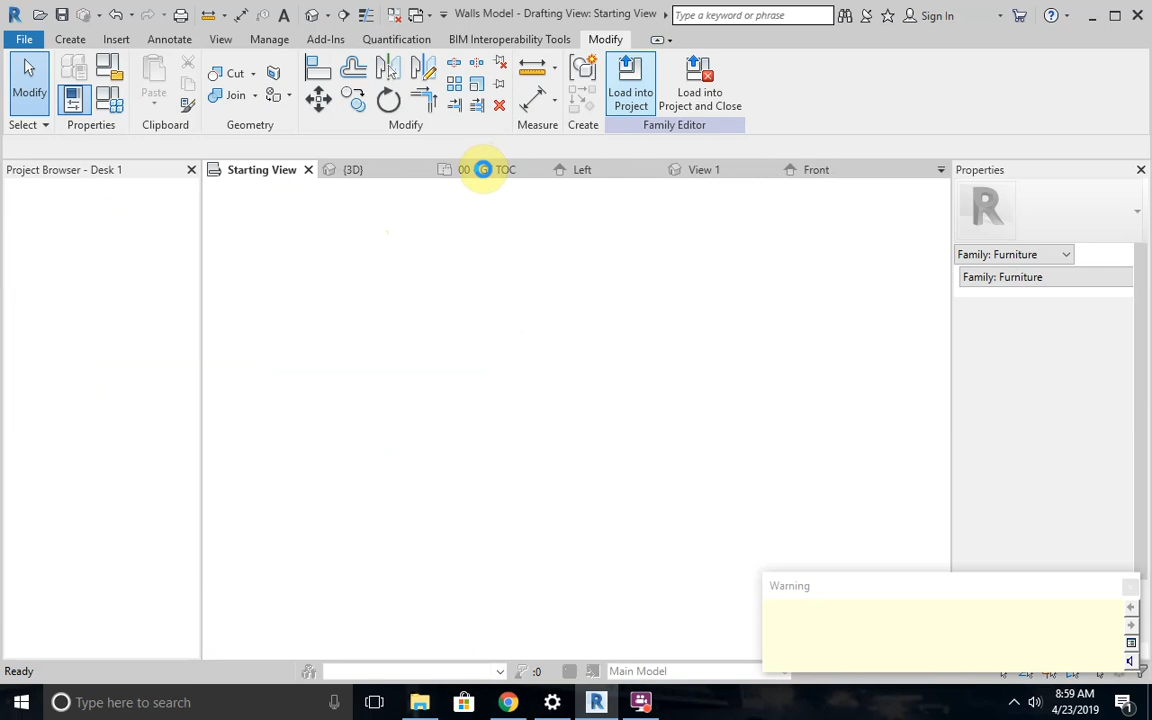 Walls Model - Drafting View: Starting View
Type a keyword or phrase
Sign In
File Create Insert Annotate View Manage Add-Ins Quantification BIM Interoperability Tools Modify
Modify
Paste
Cut
Join
Load into
Project
Load into
Project and Close
Select Properties Clipboard Geometry Modify Measure Create Family Editor
Project Browser - Desk 1
Starting View
{3D}
00
TOC
Left
View 1
Front
Properties
R
Family: Furniture
Family: Furniture
Warning
Ready
:0
Main Model
Type here to search
R
8:59 AM
4/23/2019
1